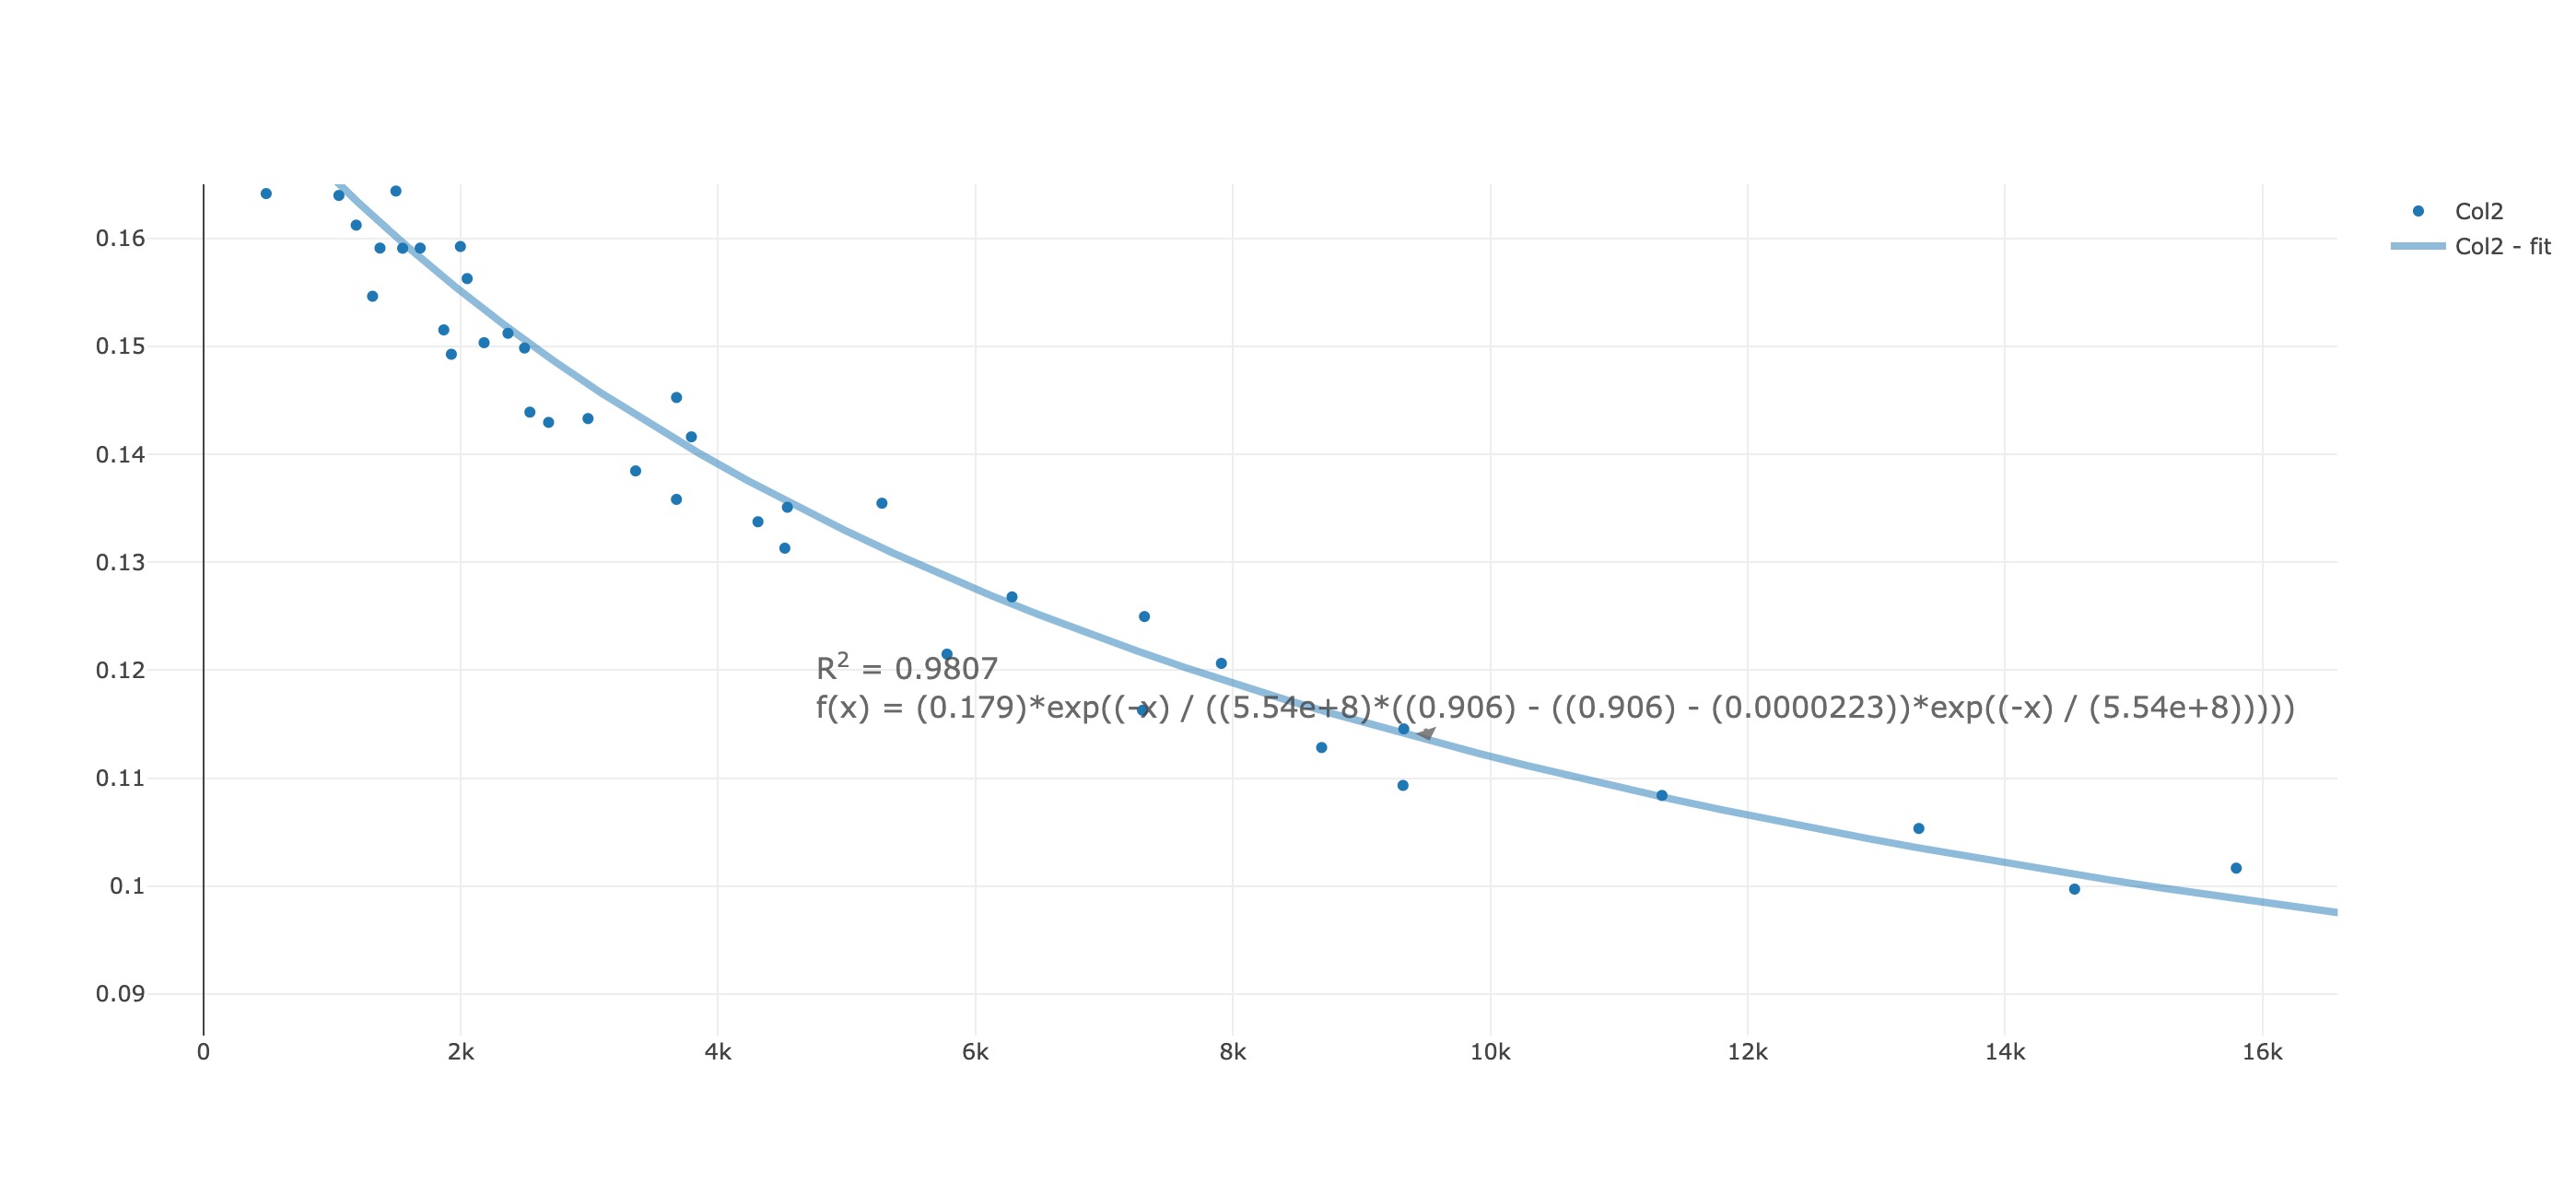 Col2
Col2 - fit
0.16
0.15
0.14
0.13
0.12
0.11
0.1
0.09
R² = 0.9807
f(x) = (0.179)*exp((-x) / ((5.54e+8)*((0.906) - ((0.906) - (0.0000223))*exp((-x) / (5.54e+8)))))
0 2k 4k 6k 8k 10k 12k 14k 16k